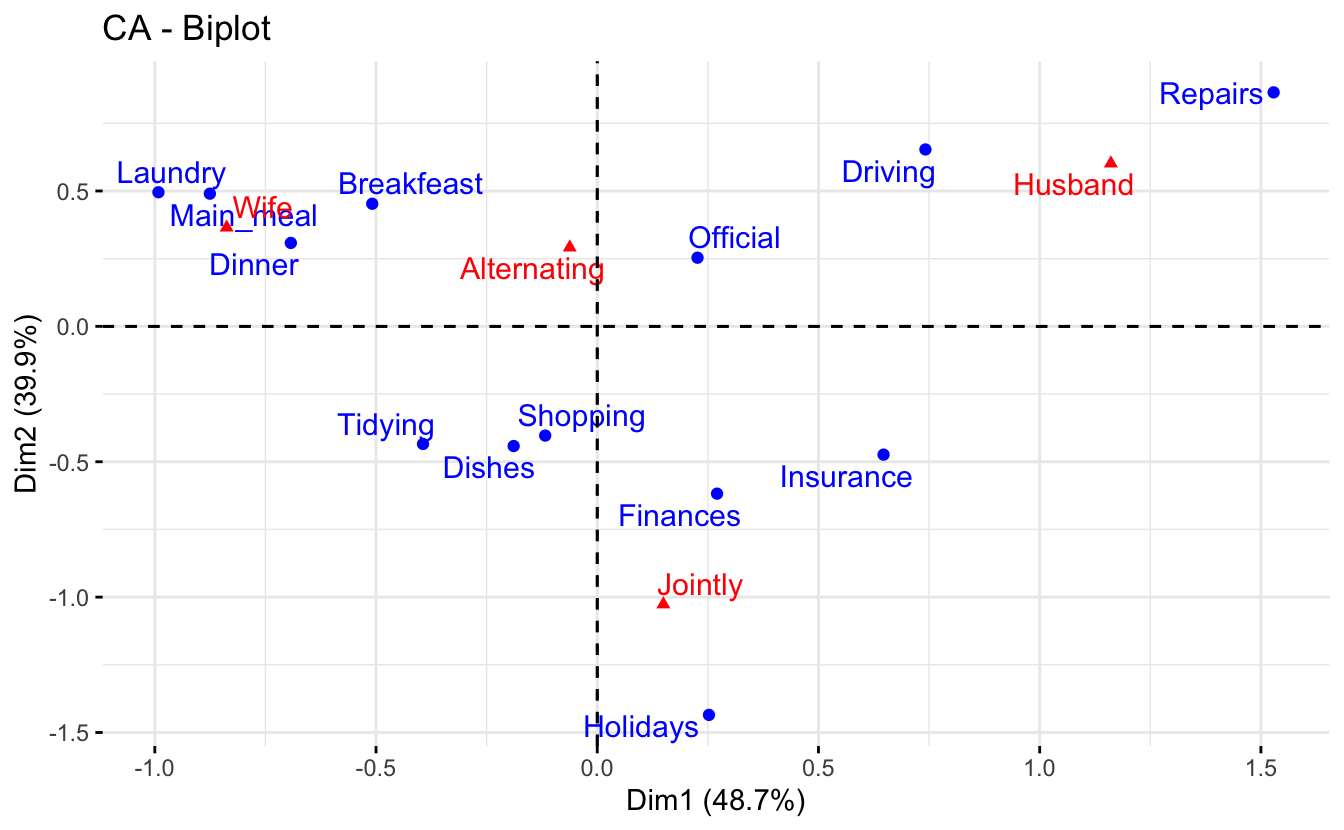 CA - Biplot
Repairs
Driving
Husband
Laundry
Breakfeast
Wife
Main_meal
Dinner
Official
Alternating
Tidying
Shopping
Dishes
Insurance
Finances
Jointly
Holidays
0.5
0.0
-0.5
-1.0
-1.5
Dim2 (39.9%)
-1.0
-0.5
0.0
0.5
1.0
1.5
Dim1 (48.7%)